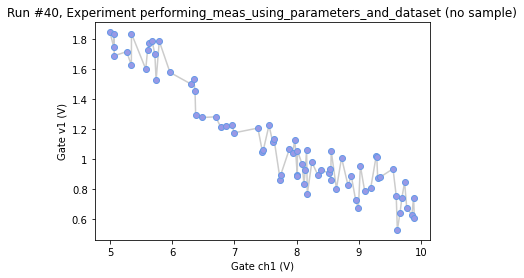 Run #40, Experiment performing_meas_using_parameters_and_dataset (no sample)
Gate v1 (V)
1.8
1.6
1.4
1.2
1
0.8
0.6
5 6 7 8 9 10
Gate ch1 (V)